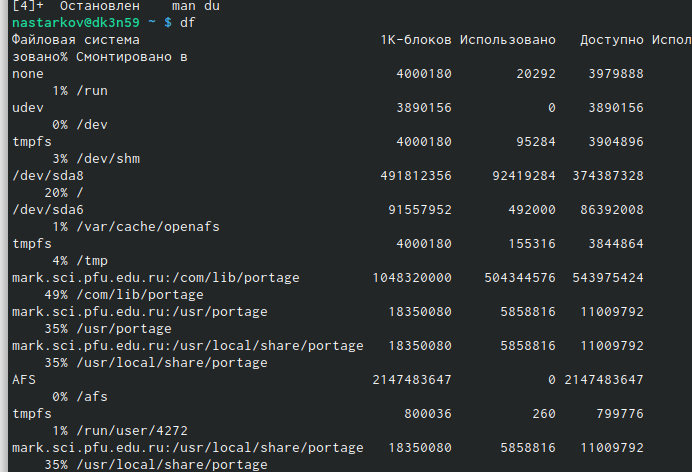 [4]+  Остановлен    man du
nastarkov@dk3n59 ~ $ df
Файловая система                             1K-блоков Использовано   Доступно Испол
зовано% Смонтировано в
none                                           4000180        20292    3979888
     1% /run
udev                                           3890156            0    3890156
     0% /dev
tmpfs                                          4000180        95284    3904896
     3% /dev/shm
/dev/sda8                                    491812356     92419284  374387328
    20% /
/dev/sda6                                     91557952       492000   86392008
     1% /var/cache/openafs
tmpfs                                          4000180       155316    3844864
     4% /tmp
mark.sci.pfu.edu.ru:/com/lib/portage        1048320000    504344576  543975424
    49% /com/lib/portage
mark.sci.pfu.edu.ru:/usr/portage              18350080      5858816   11009792
    35% /usr/portage
mark.sci.pfu.edu.ru:/usr/local/share/portage  18350080      5858816   11009792
    35% /usr/local/share/portage
AFS                                         2147483647            0 2147483647
     0% /afs
tmpfs                                           800036          260     799776
     1% /run/user/4272
mark.sci.pfu.edu.ru:/usr/local/share/portage  18350080      5858816   11009792
    35% /usr/local/share/portage